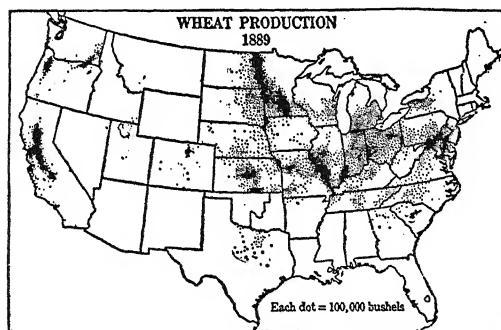 WHEAT PRODUCTION
1889
Each dot = 100,000 bushels